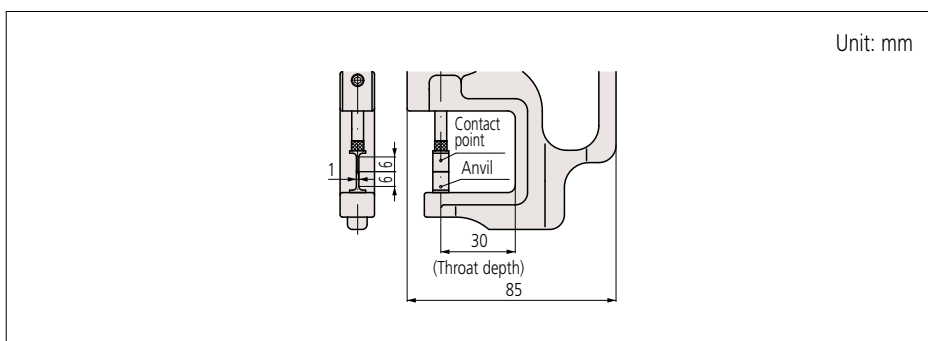 Unit: mm
Contact
point
Anvil
1
6
6
30
(Throat depth)
85